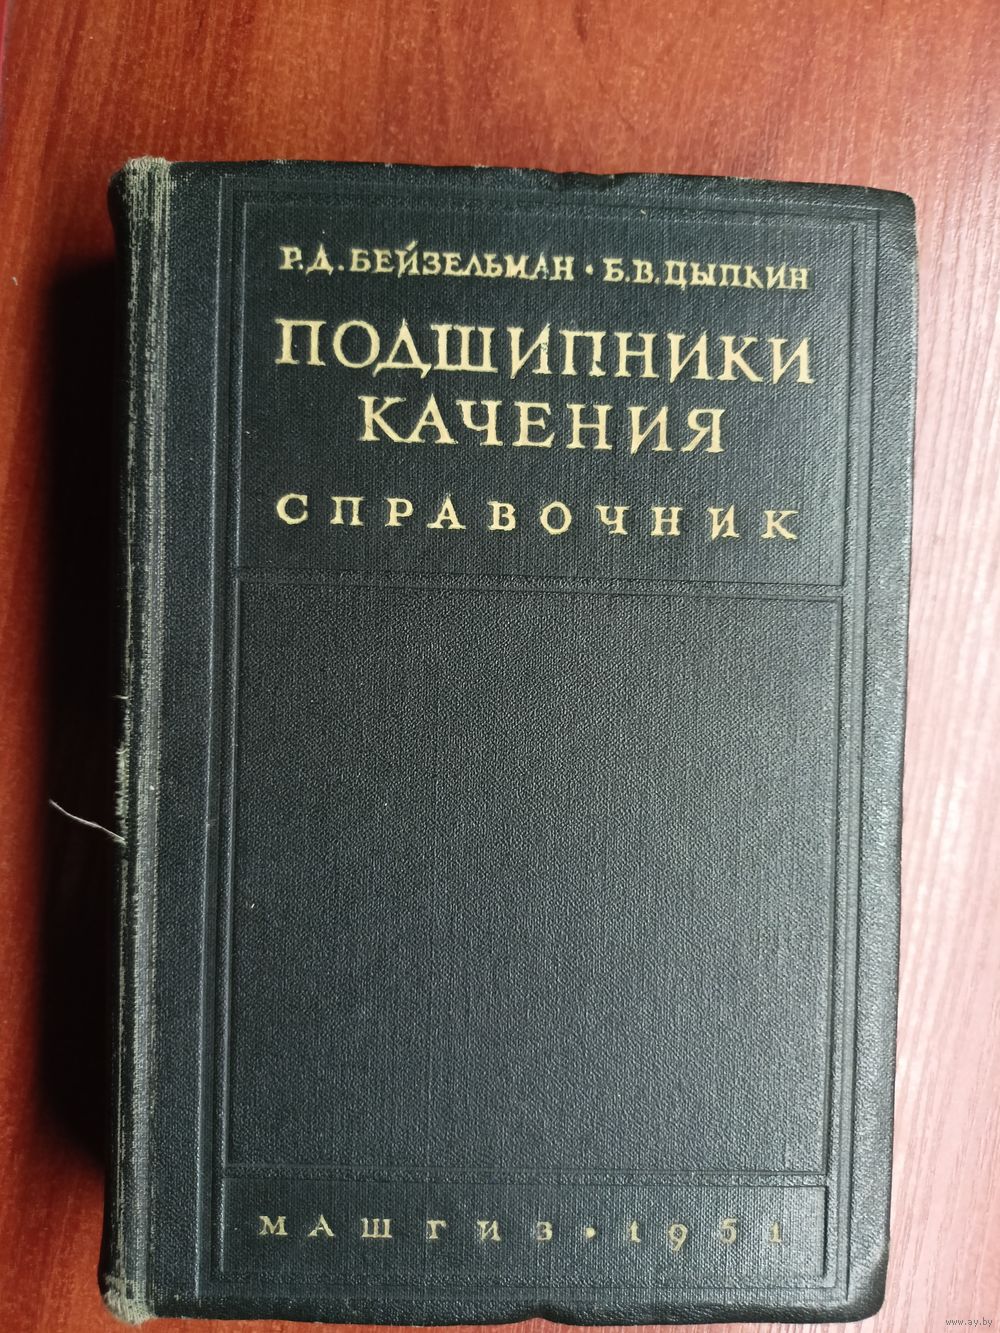 Р.Д.БЕЙЗЕЛЬМАН · Б.В.ЦЫПКИН
ПОДШИПНИКИ
КАЧЕНИЯ
СПРАВОЧНИК
МАШГИЗ · 1951
www.ay.by